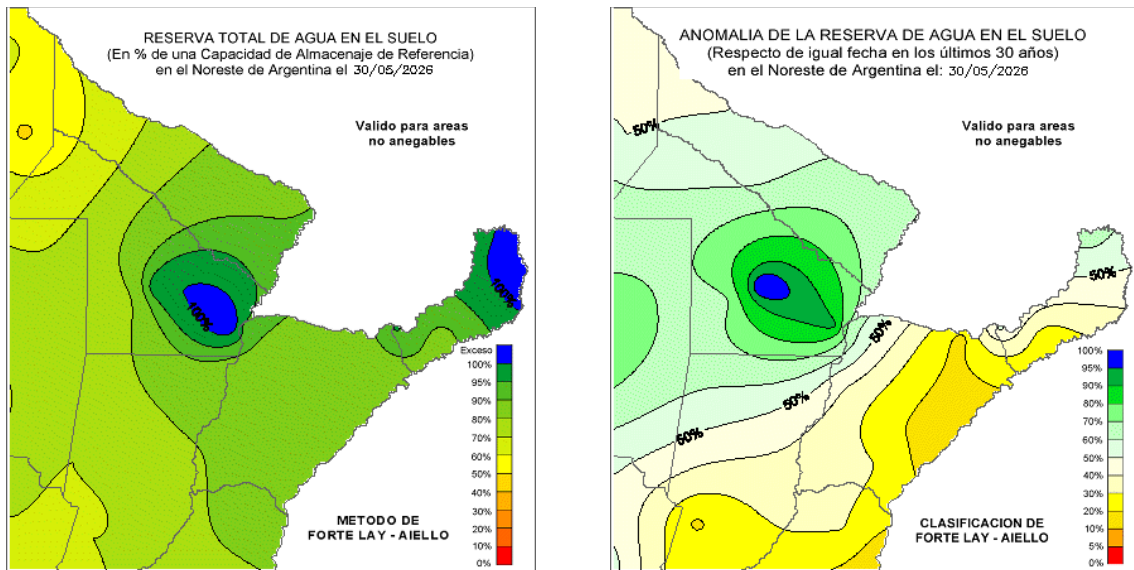 RESERVA TOTAL DE AGUA EN EL SUELO
(En % de una Capacidad de Almacenaje de Referencia)
en el Noreste de Argentina el 30/05/2026
Valido para areas
no anegables
100%
100%
Exceso
100%
95%
90%
80%
70%
60%
50%
40%
30%
20%
10%
0%
METODO DE
FORTE LAY - AIELLO
ANOMALIA DE LA RESERVA DE AGUA EN EL SUELO
(Respecto de igual fecha en los últimos 30 años)
en el Noreste de Argentina el: 30/05/2026
Valido para areas
no anegables
50%
50%
50%
50%
50%
100%
95%
90%
80%
70%
60%
50%
40%
30%
20%
10%
5%
0%
CLASIFICACION DE
FORTE LAY - AIELLO